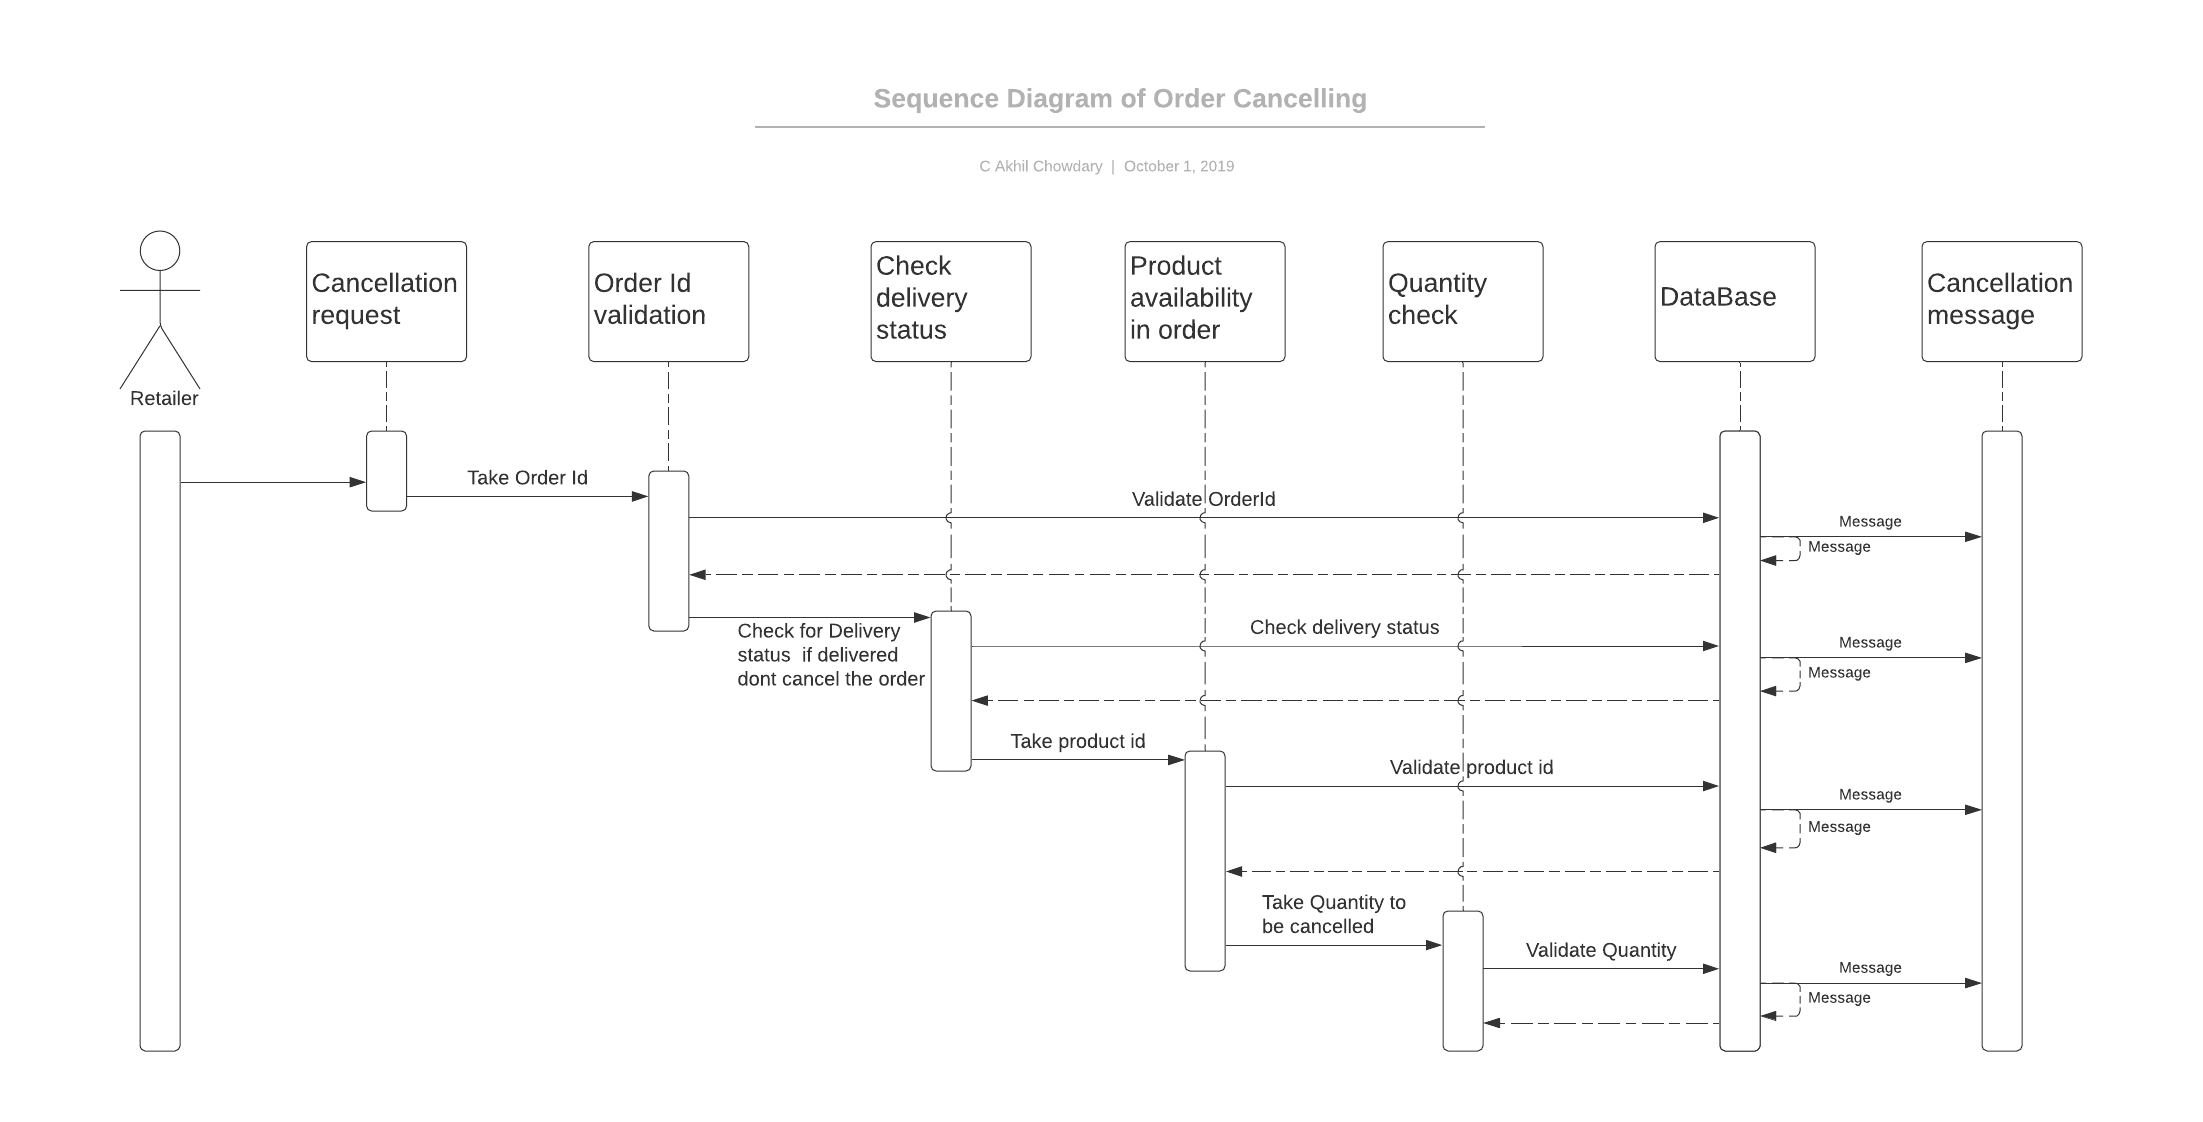 Sequence Diagram of Order Cancelling
C Akhil Chowdary | October 1, 2019
Retailer
Cancellation
request
Order Id
validation
Check
delivery
status
Product
availability
in order
Quantity
check
DataBase
Cancellation
message
Take Order Id
Validate OrderId
Message
Message
Check for Delivery
status  if delivered
dont cancel the order
Check delivery status
Message
Message
Take product id
Validate product id
Message
Message
Take Quantity to
be cancelled
Validate Quantity
Message
Message